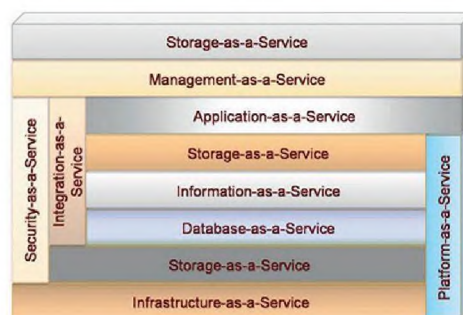 Storage-as-a-Service
Management-as-a-Service
Security-as-a-Service
Integration-as-a-
Service
Application-as-a-Service
Storage-as-a-Service
Information-as-a-Service
Database-as-a-Service
Storage-as-a-Service
Infrastructure-as-a-Service
Platform-as-a-Service